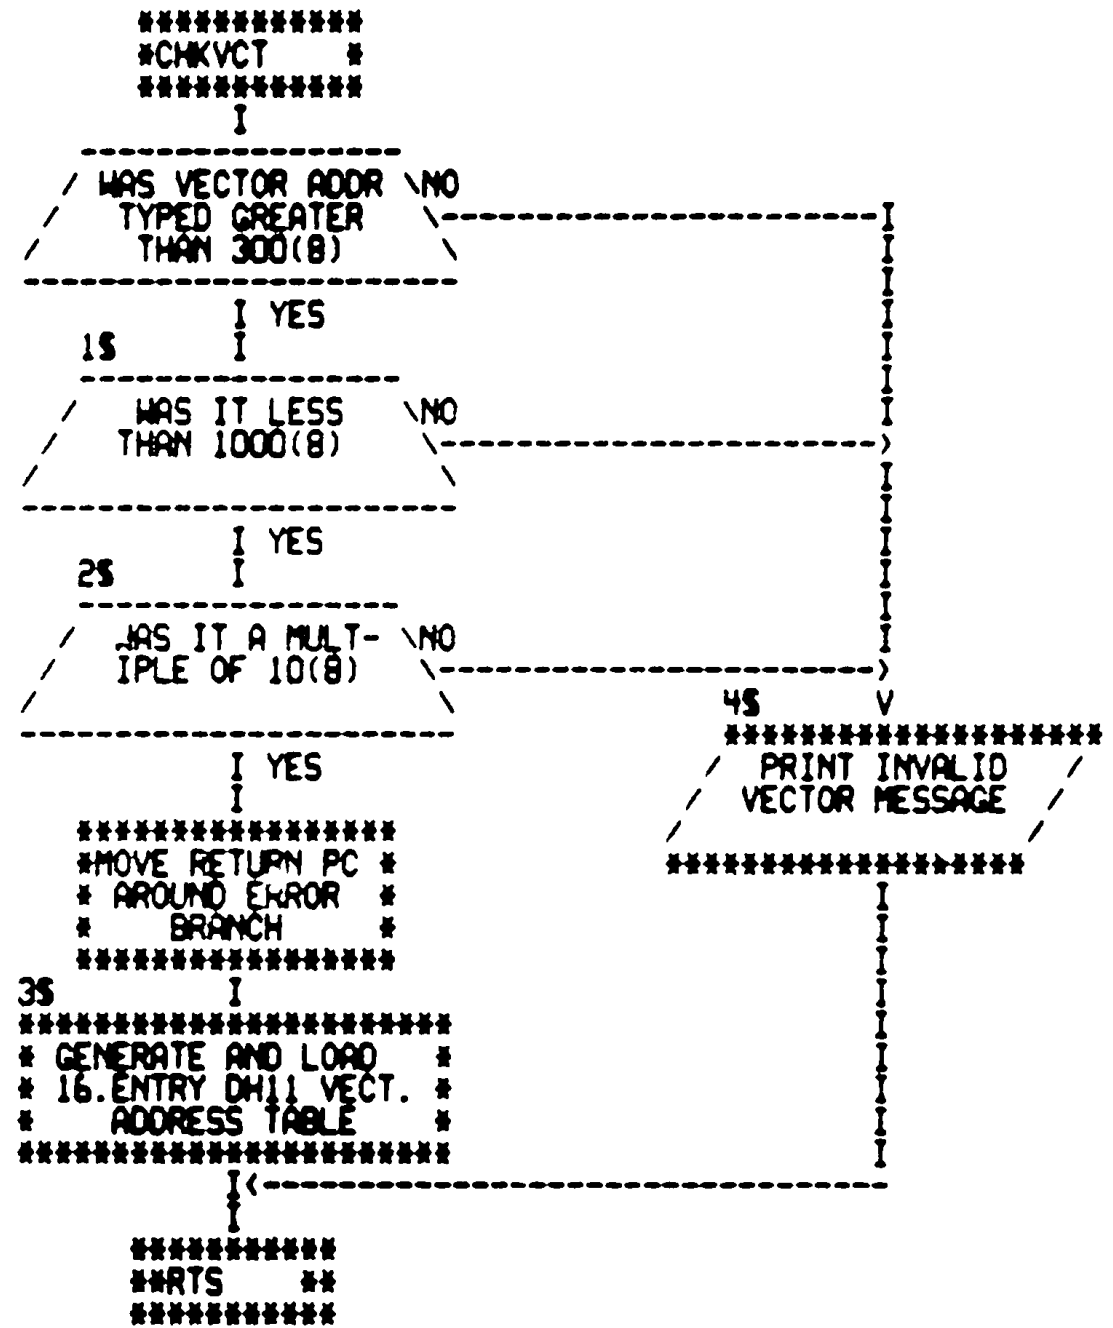 ************
*CHKVCT    *
************
I
------------------
/ WAS VECTOR ADDR \NO
/ TYPED GREATER \------------------------I
/ THAN 300(8) \ I
------------------------ I
I YES I
1$ I I
------------------ I
/ WAS IT LESS \NO I
/ THAN 1000(8) \------------------------>
/ \ I
------------------------ I
I YES I
2$ I I
------------------ I
/ WAS IT A MULT- \NO I
/ IPLE OF 10(8) \------------------------>
/ \ 4$ V
------------------------ ********************
I YES / PRINT INVALID /
I / VECTOR MESSAGE /
***************** / /
*MOVE RETURN PC * *******************
* AROUND ERROR * I
* BRANCH * I
***************** I
3$ I I
*********************** I
* GENERATE AND LOAD * I
* 16.ENTRY DH11 VECT. * I
* ADDRESS TABLE * I
*********************** I
I<----------------------------------
I
***********
**RTS    **
***********